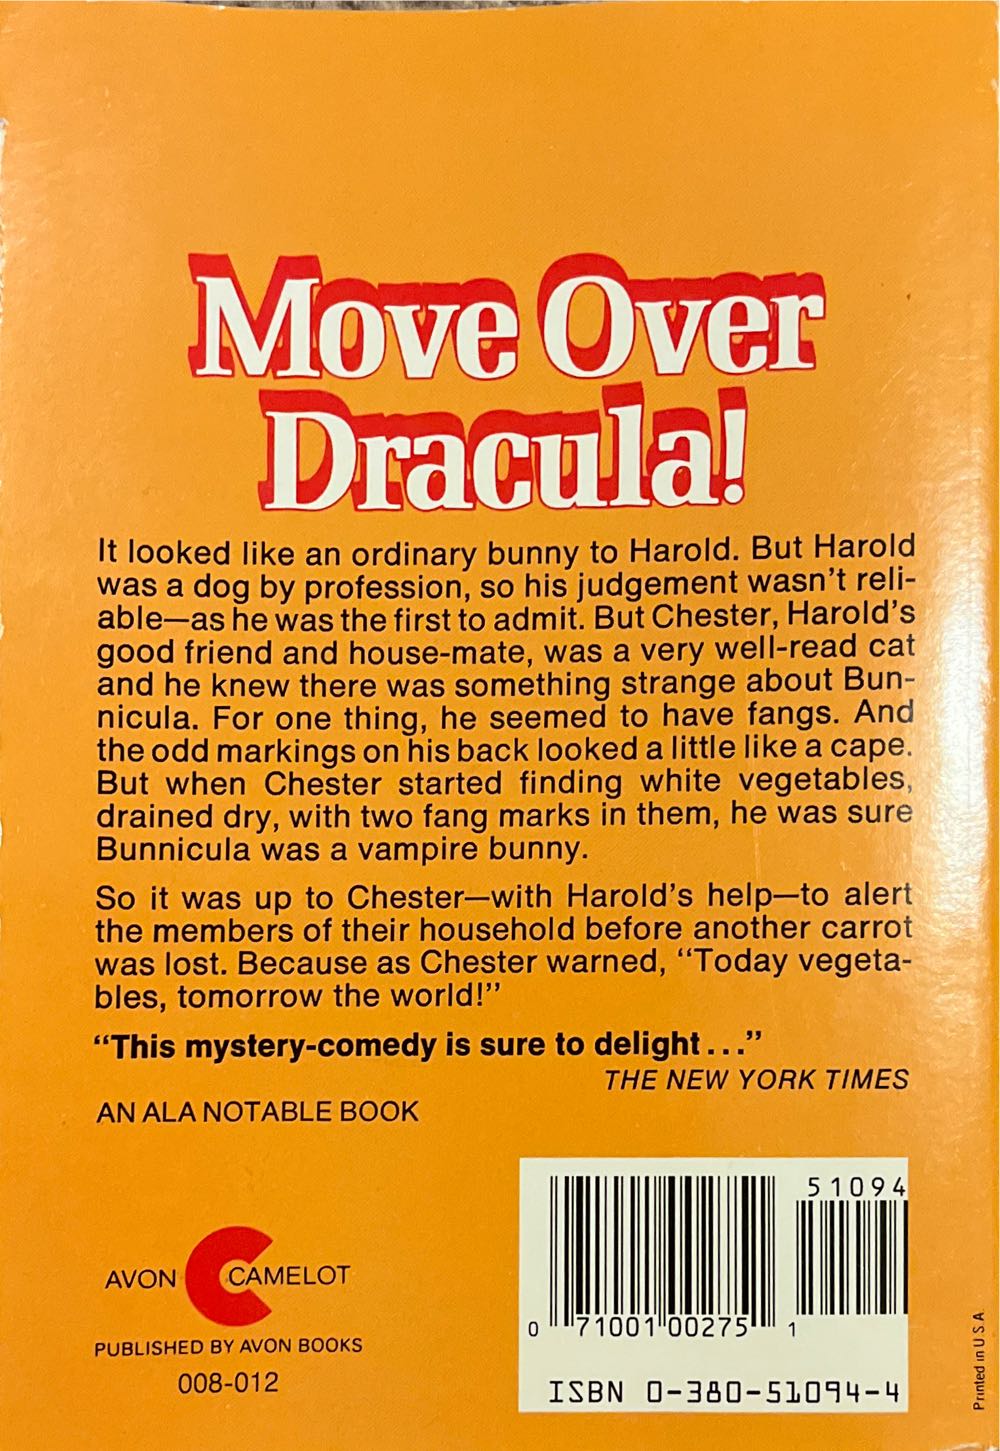 Move Over
Dracula!
It looked like an ordinary bunny to Harold. But Harold
was a dog by profession, so his judgement wasn't reli-
able—as he was the first to admit. But Chester, Harold's
good friend and house-mate, was a very well-read cat
and he knew there was something strange about Bun-
nicula. For one thing, he seemed to have fangs. And
the odd markings on his back looked a little like a cape.
But when Chester started finding white vegetables,
drained dry, with two fang marks in them, he was sure
Bunnicula was a vampire bunny.
So it was up to Chester—with Harold's help—to alert
the members of their household before another carrot
was lost. Because as Chester warned, “Today vegeta-
bles, tomorrow the world!”
“This mystery-comedy is sure to delight...”
THE NEW YORK TIMES
AN ALA NOTABLE BOOK
AVON CAMELOT
PUBLISHED BY AVON BOOKS
008-012
51094
0 71001 00275 1
ISBN 0-380-51094-4
Printed in U.S.A.